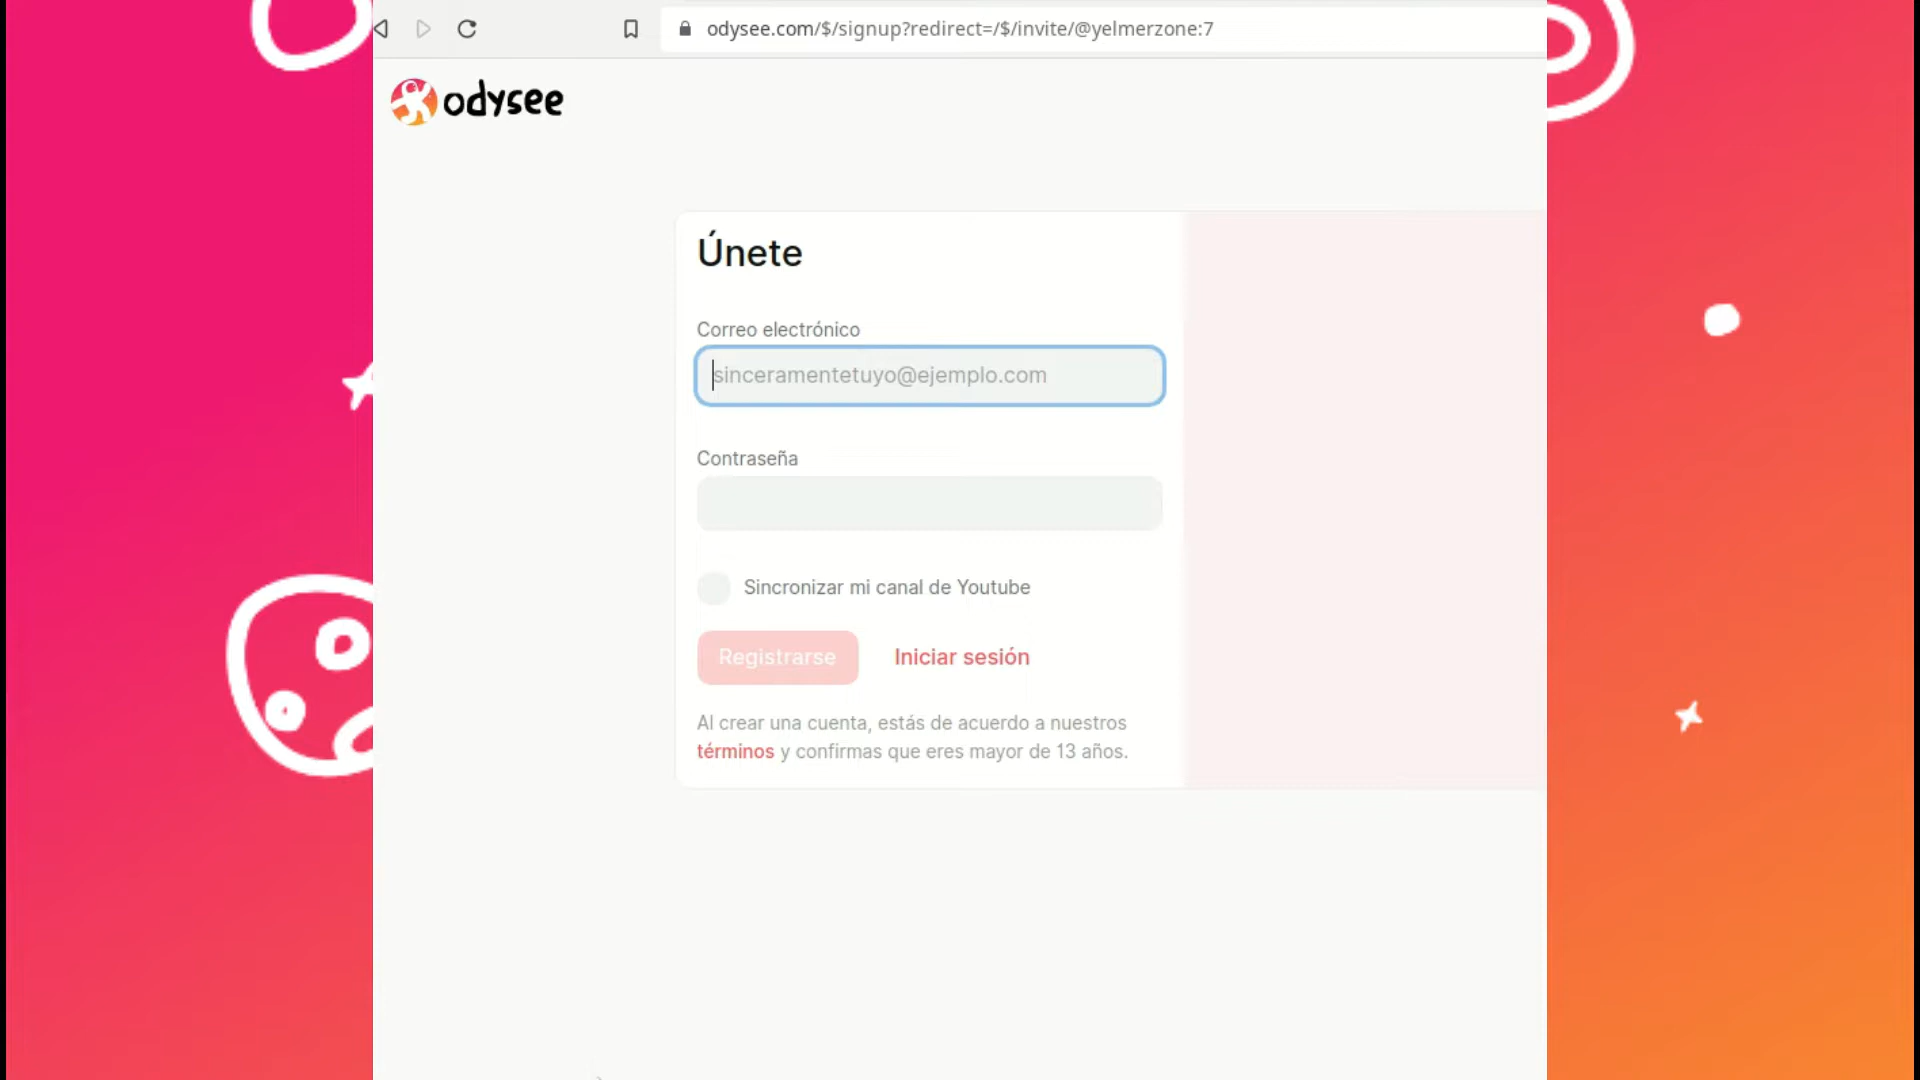 odysee.com/$/signup?redirect=/$/invite/@yelmerzone:7
odysee
Únete
Correo electrónico
sinceramentetuyo@ejemplo.com
Contraseña
Sincronizar mi canal de Youtube
Registrarse
Iniciar sesión
Al crear una cuenta, estás de acuerdo a nuestros
términos y confirmas que eres mayor de 13 años.